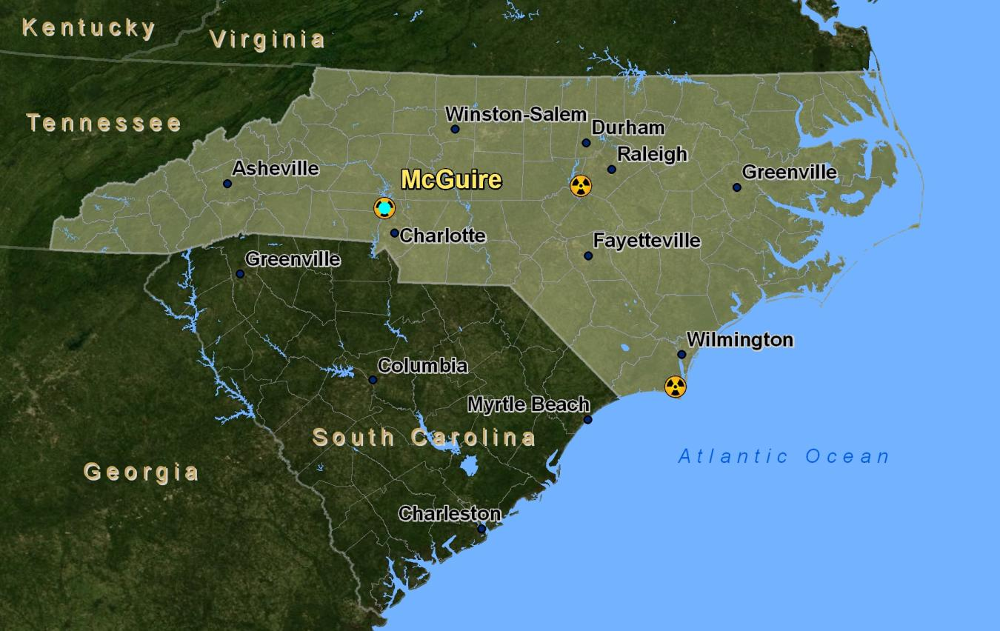 Kentucky
Virginia
Tennessee
Winston-Salem
Durham
Raleigh
Asheville
McGuire
Greenville
Charlotte
Fayetteville
Greenville
Wilmington
Columbia
Myrtle Beach
South Carolina
Atlantic Ocean
Georgia
Charleston